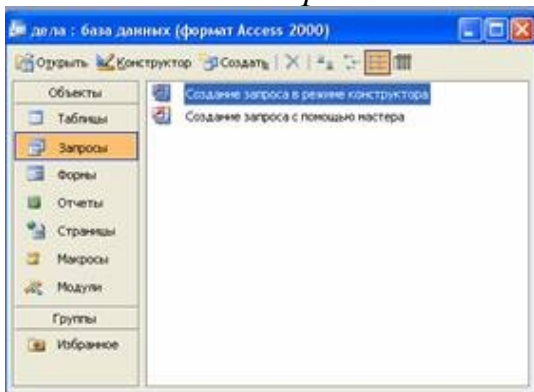 дела : база данных (формат Access 2000)
Открыть Конструктор Создать
Объекты
Таблицы
Запросы
Формы
Отчеты
Страницы
Макросы
Модули
Группы
Избранное
Создание запроса в режиме конструктора
Создание запроса с помощью мастера